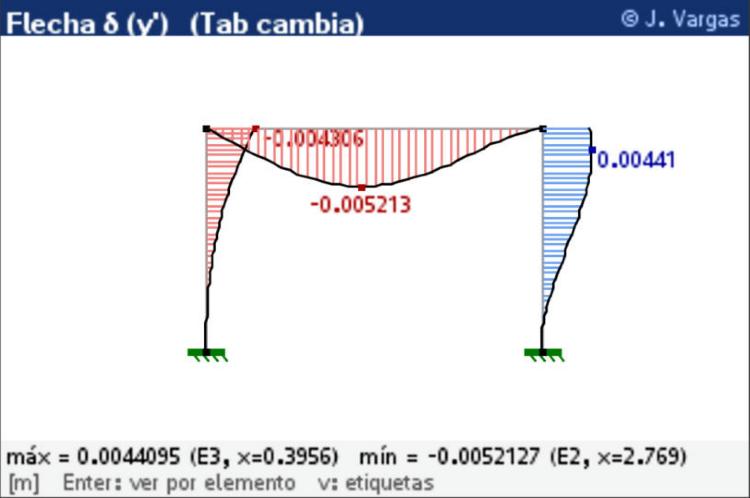 Flecha δ (y') (Tab cambia) © J. Vargas
-0.004306
0.00441
-0.005213
máx = 0.0044095 (E3, x=0.3956) mín = -0.0052127 (E2, x=2.769)
[m] Enter: ver por elemento v: etiquetas